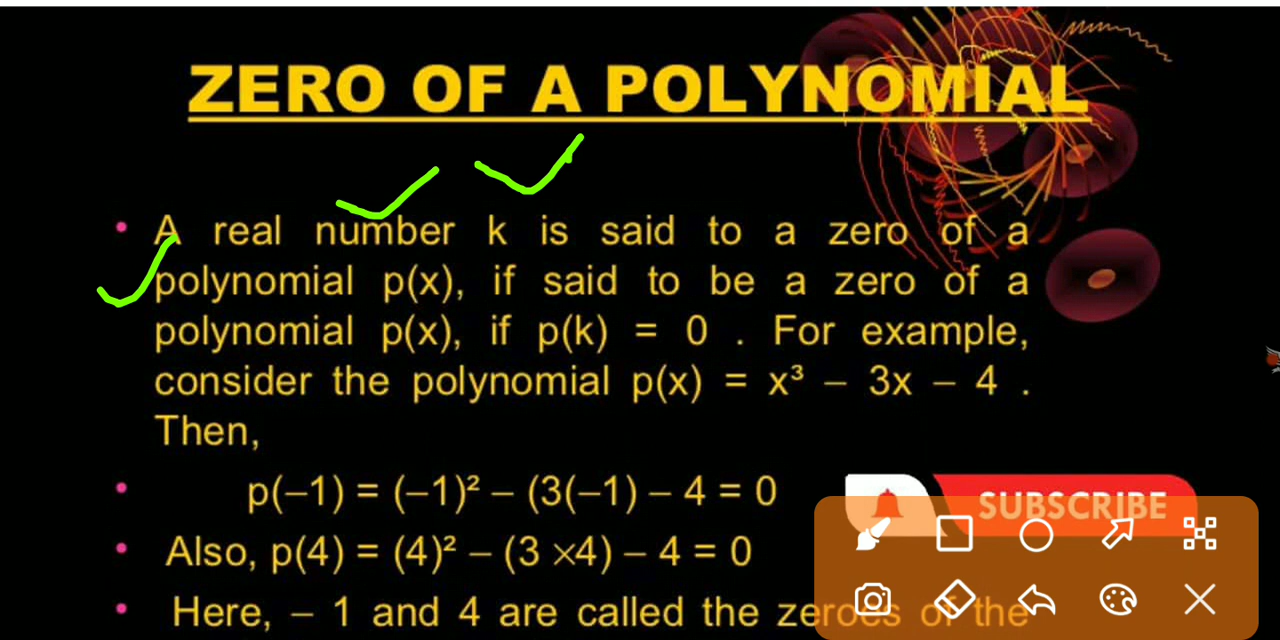 ZERO OF A POLYNOMIAL
• A real number k is said to a zero of a
polynomial p(x), if said to be a zero of a
polynomial p(x), if p(k) = 0 . For example,
consider the polynomial p(x) = x³ – 3x – 4 .
Then,
• p(–1) = (–1)² – (3(–1) – 4 = 0
SUBSCRIBE
• Also, p(4) = (4)² – (3 ×4) – 4 = 0
• Here, – 1 and 4 are called the zeroes of the